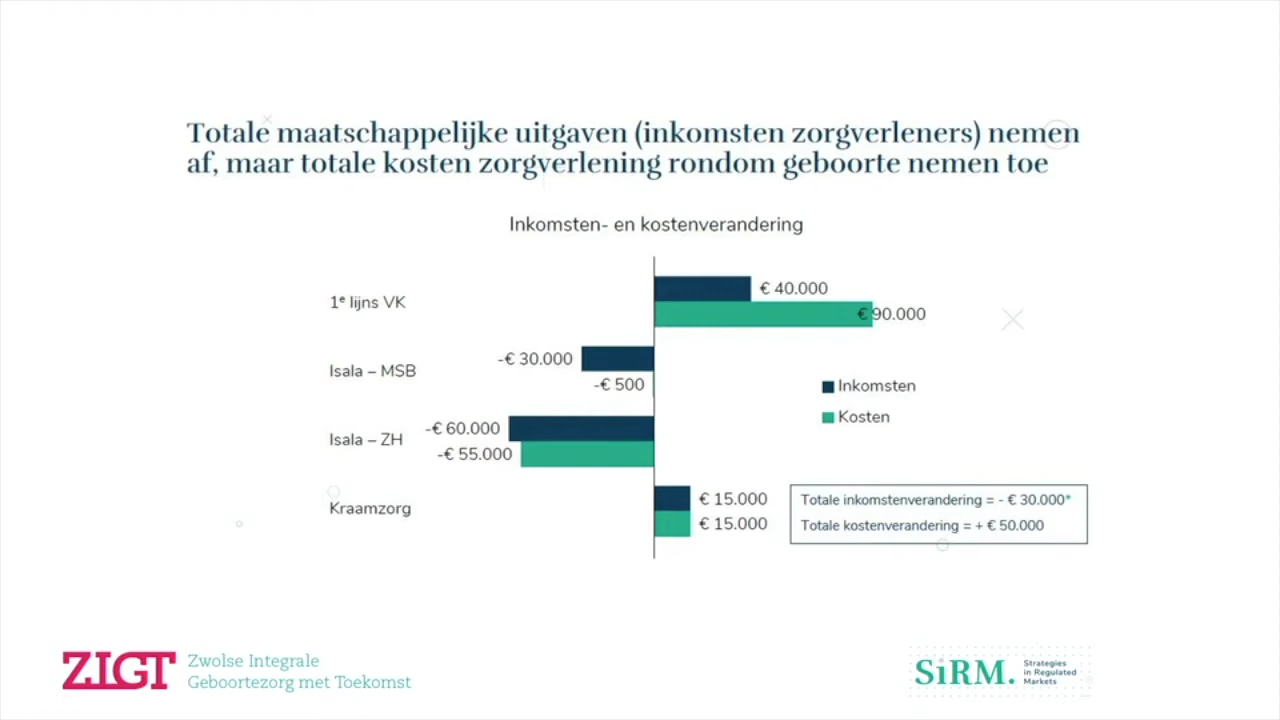 Totale maatschappelijke uitgaven (inkomsten zorgverleners) nemen
af, maar totale kosten zorgverlening rondom geboorte nemen toe
Inkomsten- en kostenverandering
1e lijns VK
€ 40.000
€ 90.000
Isala – MSB
-€ 30.000
-€ 500
Inkomsten
Kosten
Isala – ZH
-€ 60.000
-€ 55.000
Kraamzorg
€ 15.000
€ 15.000
Totale inkomstenverandering = - € 30.000*
Totale kostenverandering = + € 50.000
ZIGT
Zwolse Integrale
Geboortezorg met Toekomst
SiRM.
Strategies
in Regulated
Markets